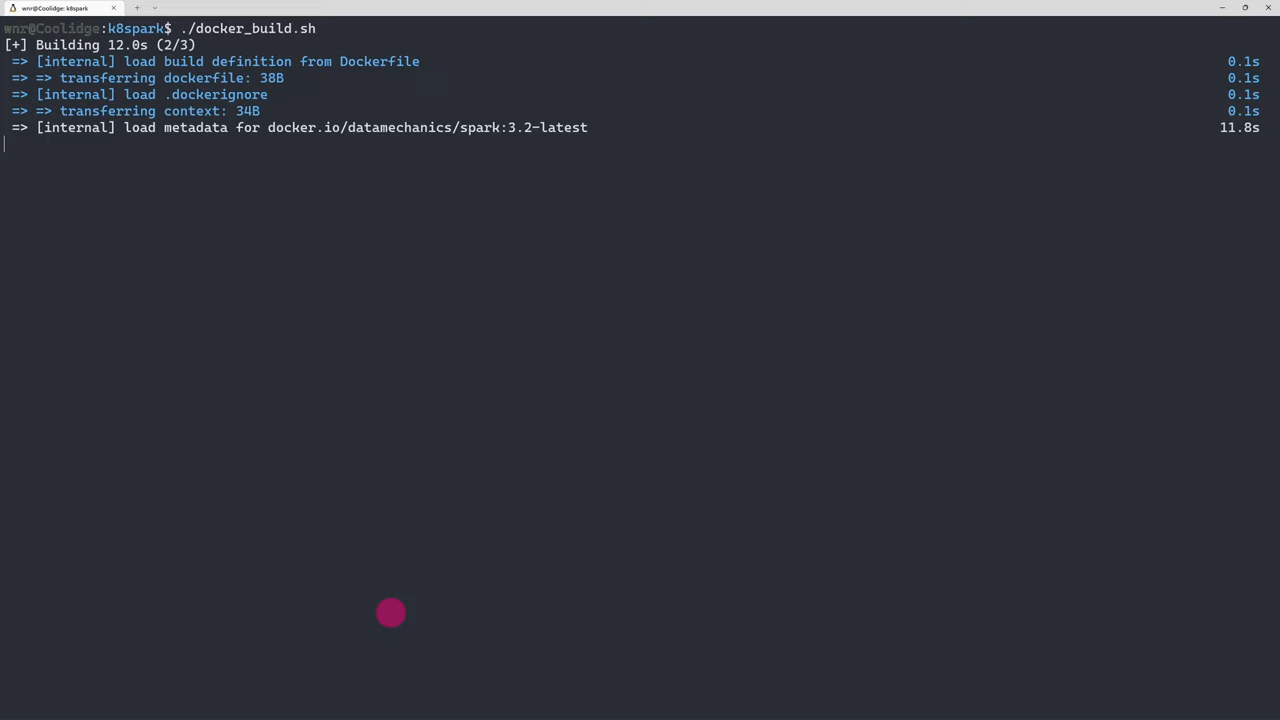 wnr@Coolidge: k8spark
wnr@Coolidge:k8spark$ ./docker_build.sh
[+] Building 12.0s (2/3)
=> [internal] load build definition from Dockerfile 0.1s
=> => transferring dockerfile: 38B 0.1s
=> [internal] load .dockerignore 0.1s
=> => transferring context: 34B 0.1s
=> [internal] load metadata for docker.io/datamechanics/spark:3.2-latest 11.8s